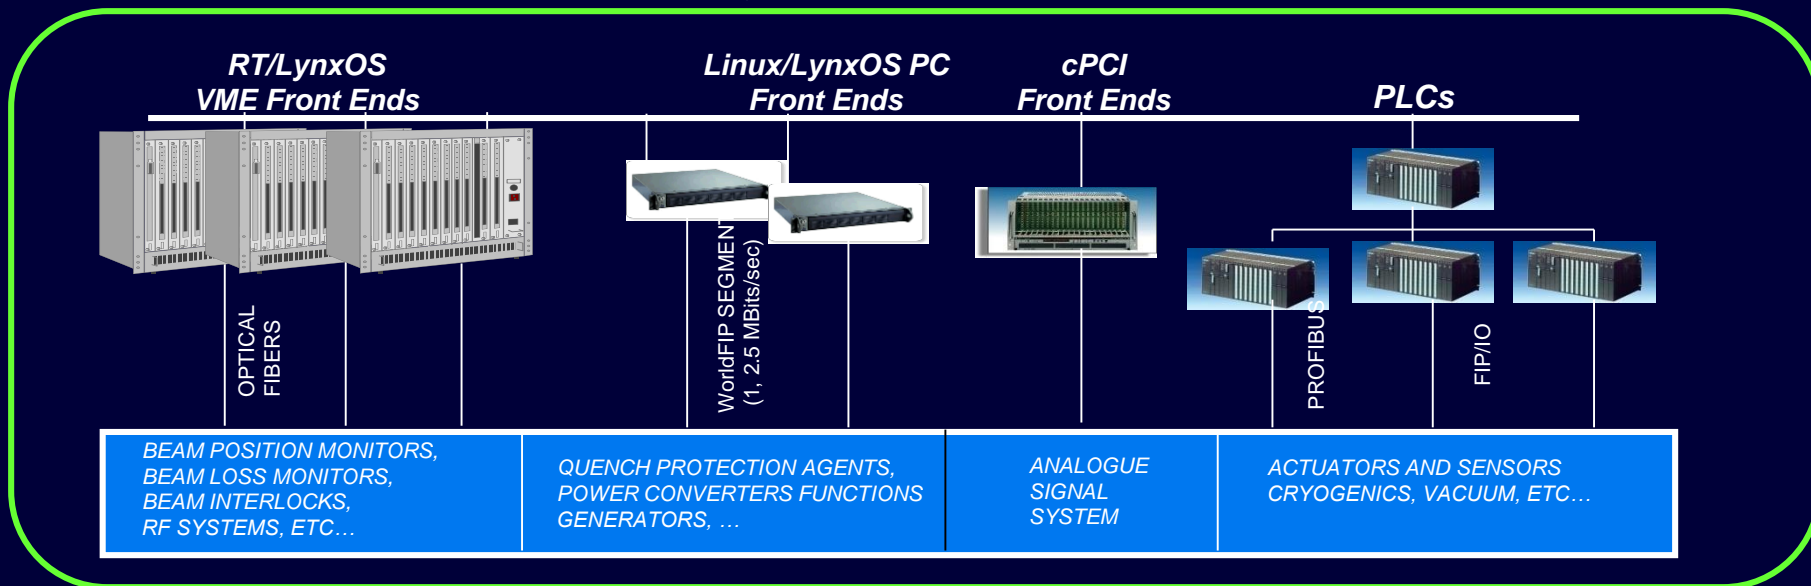 RT/LynxOS
VME Front Ends
Linux/LynxOS PC
Front Ends
cPCI
Front Ends
PLCs
OPTICAL
FIBERS
WorldFIP SEGMENT
(1, 2.5 MBits/sec)
PROFIBUS
FIP/IO
BEAM POSITION MONITORS,
BEAM LOSS MONITORS,
BEAM INTERLOCKS,
RF SYSTEMS, ETC…
QUENCH PROTECTION AGENTS,
POWER CONVERTERS FUNCTIONS
GENERATORS, …
ANALOGUE
SIGNAL
SYSTEM
ACTUATORS AND SENSORS
CRYOGENICS, VACUUM, ETC…